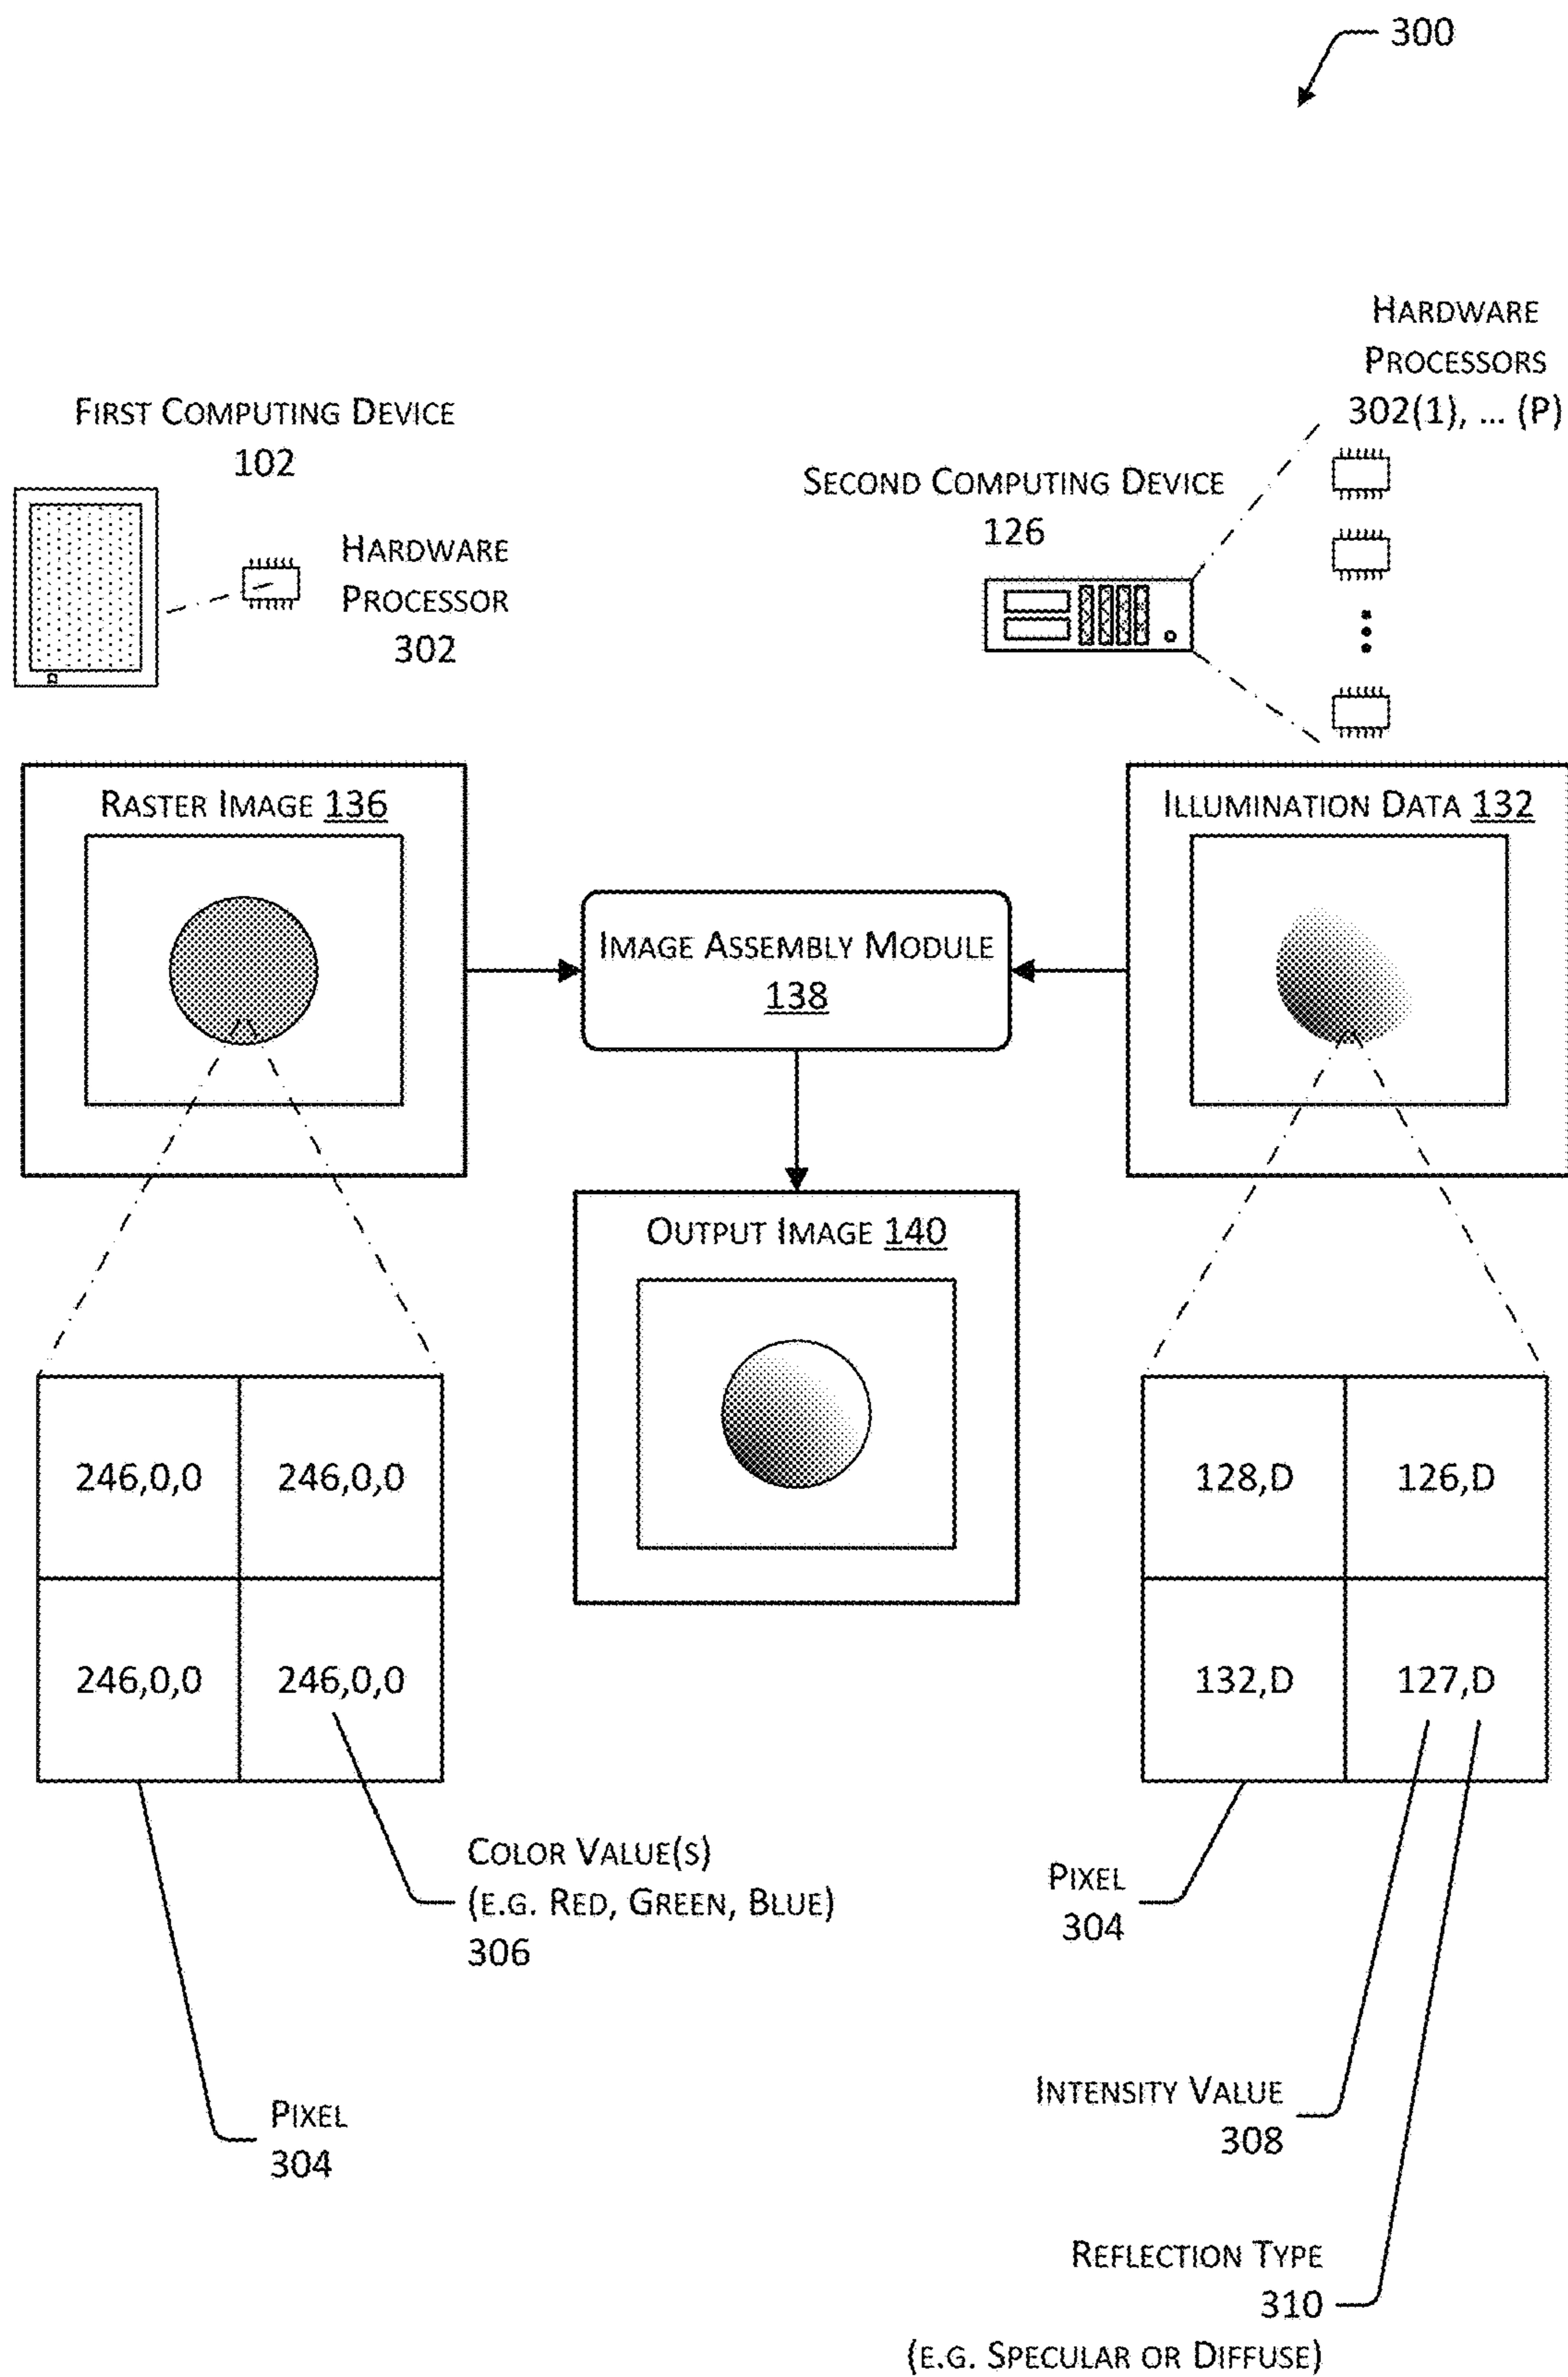 300
HARDWARE
PROCESSORS
302(1), ... (P)
FIRST COMPUTING DEVICE
102
SECOND COMPUTING DEVICE
126
HARDWARE
PROCESSOR
302
RASTER IMAGE 136
ILLUMINATION DATA 132
IMAGE ASSEMBLY MODULE
138
OUTPUT IMAGE 140
246,0,0 246,0,0
246,0,0 246,0,0
128,D 126,D
132,D 127,D
COLOR VALUE(S)
(E.G. RED, GREEN, BLUE)
306
PIXEL
304
PIXEL
304
INTENSITY VALUE
308
REFLECTION TYPE
310
(E.G. SPECULAR OR DIFFUSE)